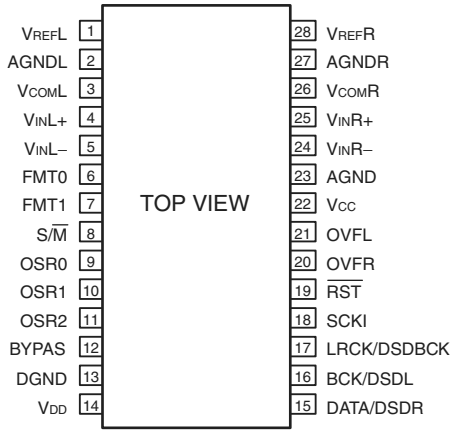 VREFL 1 28 VREFR
AGNDL 2 27 AGNDR
VCOML 3 26 VCOMR
VINL+ 4 25 VINR+
VINL− 5 24 VINR−
FMT0 6 23 AGND
FMT1 7 TOP VIEW 22 VCC
S/M̅ 8 21 OVFL
OSR0 9 20 OVFR
OSR1 10 19 R̅S̅T̅
OSR2 11 18 SCKI
BYPAS 12 17 LRCK/DSDBCK
DGND 13 16 BCK/DSDL
VDD 14 15 DATA/DSDR